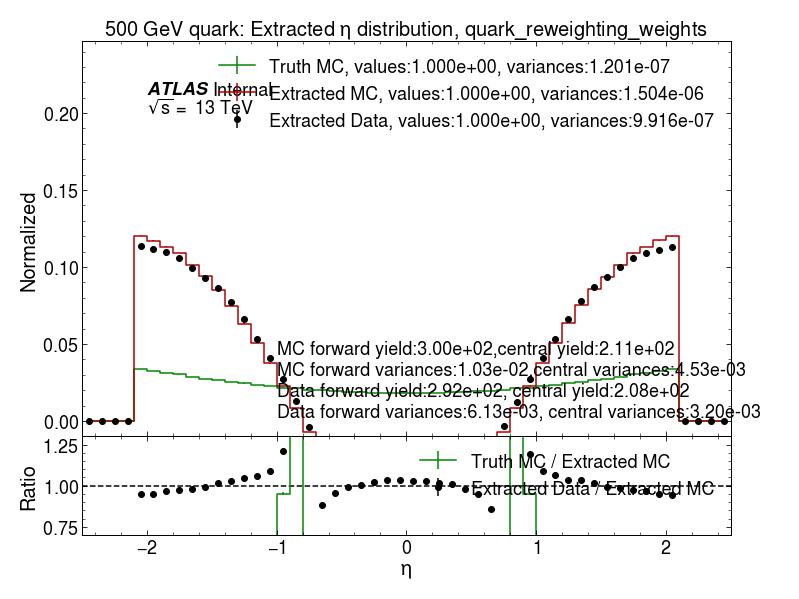 500 GeV quark: Extracted η distribution, quark_reweighting_weights
Truth MC, values:1.000e+00, variances:1.201e-07
ATLAS Internal
Extracted MC, values:1.000e+00, variances:1.504e-06
√s = 13 TeV
Extracted Data, values:1.000e+00, variances:9.916e-07
Normalized
0.20
0.15
0.10
0.05
0.00
MC forward yield:3.00e+02,central yield:2.11e+02
MC forward variances:1.03e-02,central variances:4.53e-03
Data forward yield:2.92e+02, central yield:2.08e+02
Data forward variances:6.13e-03, central variances:3.20e-03
Ratio
1.25
1.00
0.75
Truth MC / Extracted MC
Extracted Data / Extracted MC
−2 −1 0 1 2
η